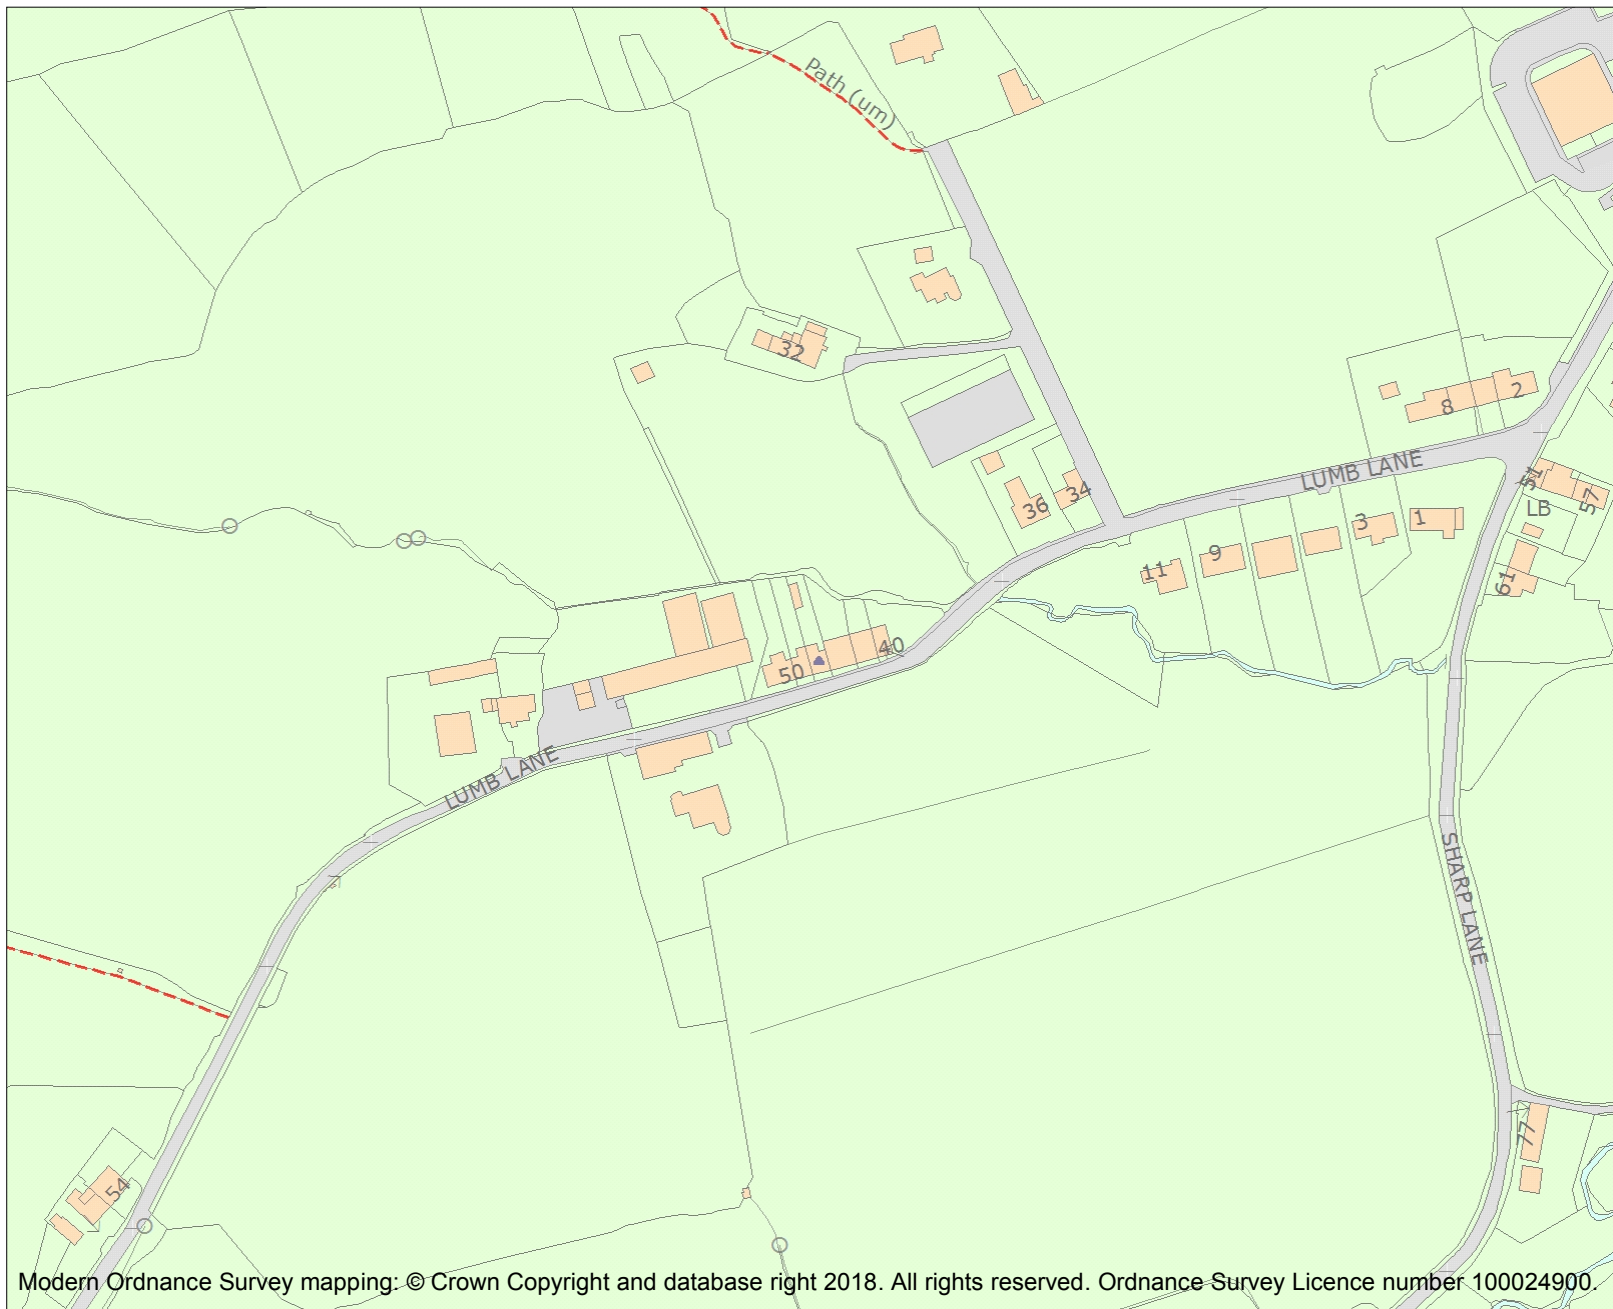 Path (um)
32
8
2
LUMB LANE
36
34
51
57
LB
3
1
9
11
61
40
50
LUMB LANE
SHARP LANE
77
54
Modern Ordnance Survey mapping: © Crown Copyright and database right 2018. All rights reserved. Ordnance Survey Licence number 100024900.